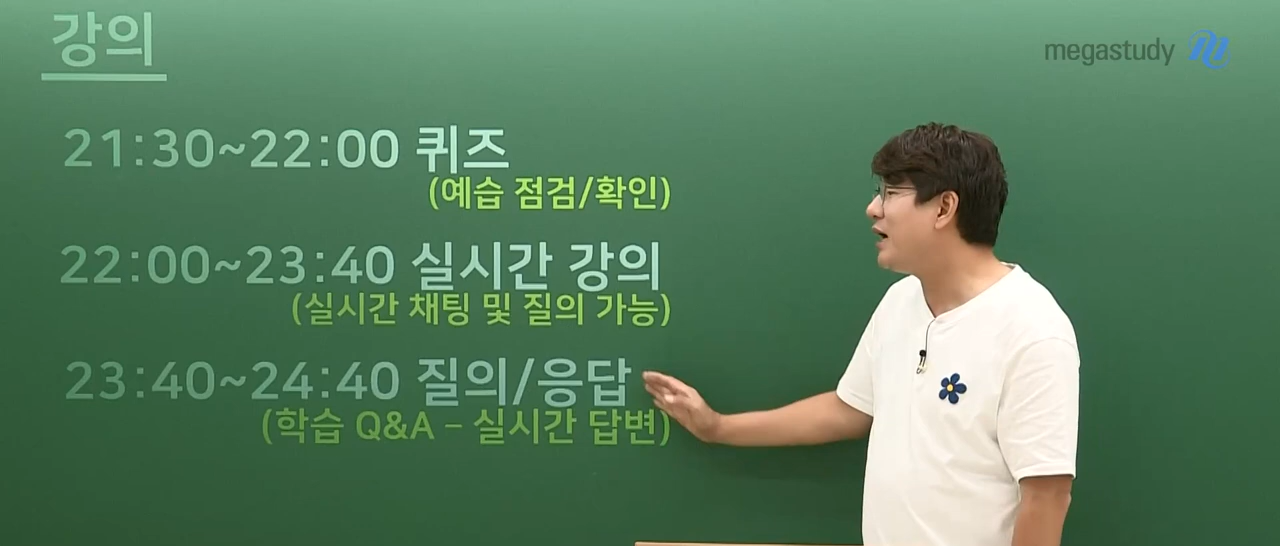 강의
megastudy
21:30~22:00 퀴즈
(예습 점검/확인)
22:00~23:40 실시간 강의
(실시간 채팅 및 질의 가능)
23:40~24:40 질의/응답
(학습 Q&A - 실시간 답변)